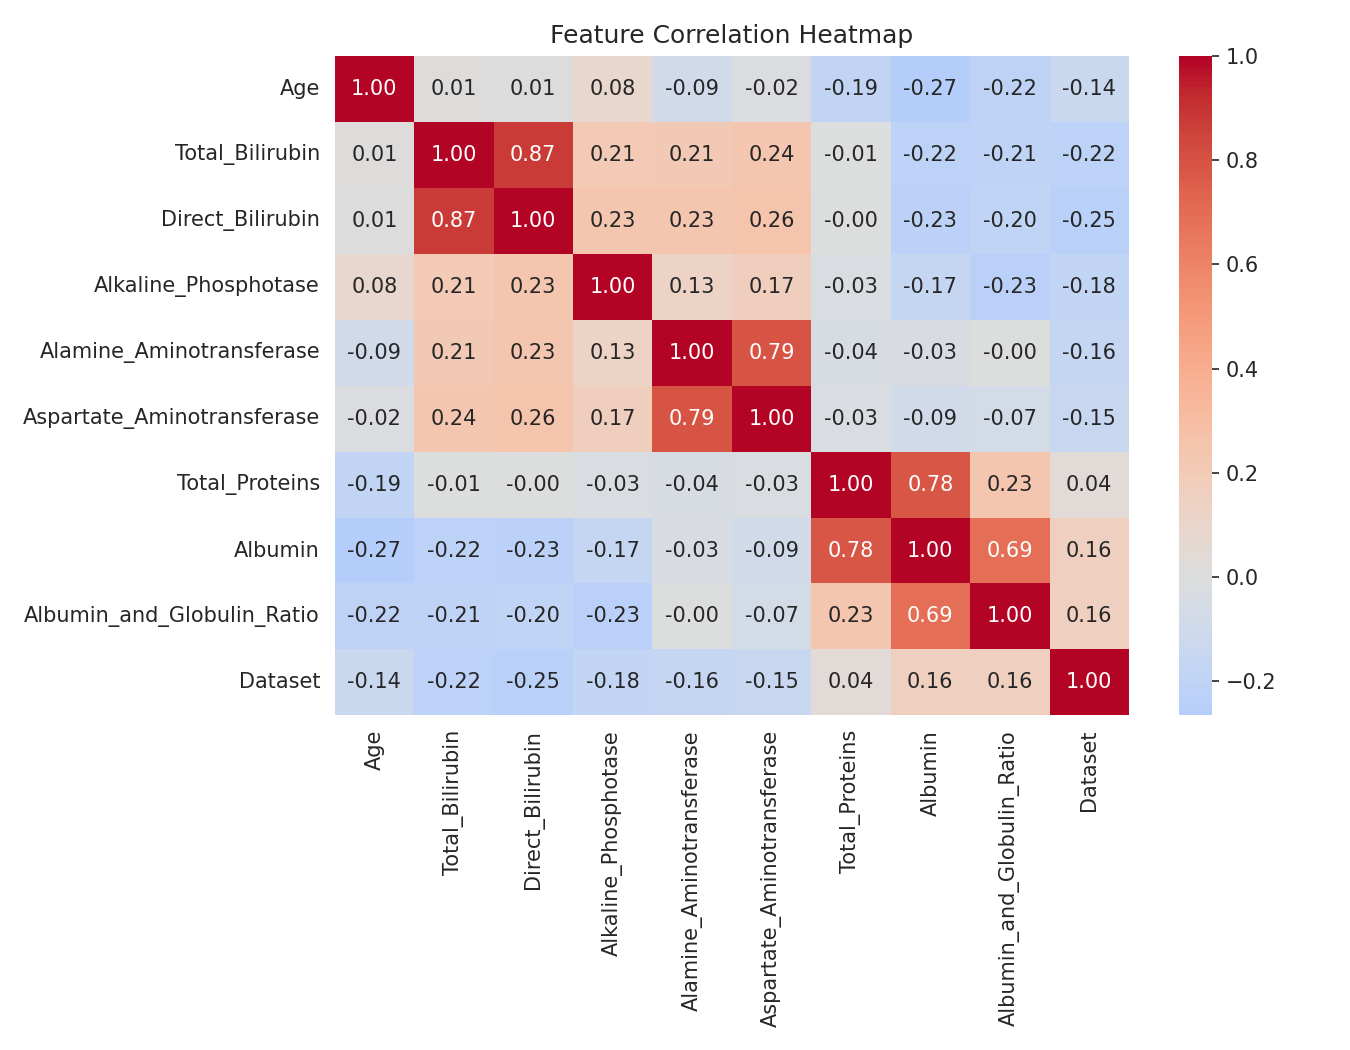 Feature Correlation Heatmap
Age 1.00 0.01 0.01 0.08 -0.09 -0.02 -0.19 -0.27 -0.22 -0.14
Total_Bilirubin 0.01 1.00 0.87 0.21 0.21 0.24 -0.01 -0.22 -0.21 -0.22
Direct_Bilirubin 0.01 0.87 1.00 0.23 0.23 0.26 -0.00 -0.23 -0.20 -0.25
Alkaline_Phosphotase 0.08 0.21 0.23 1.00 0.13 0.17 -0.03 -0.17 -0.23 -0.18
Alamine_Aminotransferase -0.09 0.21 0.23 0.13 1.00 0.79 -0.04 -0.03 -0.00 -0.16
Aspartate_Aminotransferase -0.02 0.24 0.26 0.17 0.79 1.00 -0.03 -0.09 -0.07 -0.15
Total_Proteins -0.19 -0.01 -0.00 -0.03 -0.04 -0.03 1.00 0.78 0.23 0.04
Albumin -0.27 -0.22 -0.23 -0.17 -0.03 -0.09 0.78 1.00 0.69 0.16
Albumin_and_Globulin_Ratio -0.22 -0.21 -0.20 -0.23 -0.00 -0.07 0.23 0.69 1.00 0.16
Dataset -0.14 -0.22 -0.25 -0.18 -0.16 -0.15 0.04 0.16 0.16 1.00
Age
Total_Bilirubin
Direct_Bilirubin
Alkaline_Phosphotase
Alamine_Aminotransferase
Aspartate_Aminotransferase
Total_Proteins
Albumin
Albumin_and_Globulin_Ratio
Dataset
1.0
0.8
0.6
0.4
0.2
0.0
−0.2